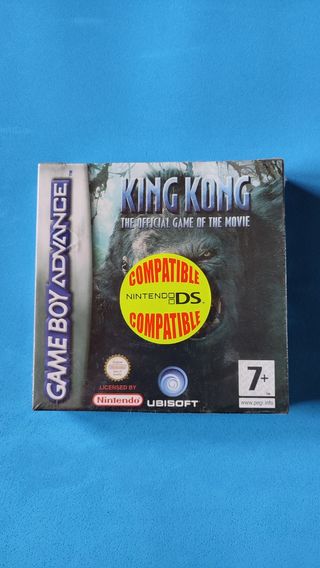 GAME BOY ADVANCE
KING KONG
THE OFFICIAL GAME OF THE MOVIE
COMPATIBLE
NINTENDO DS
COMPATIBLE
LICENSED BY
Nintendo
UBISOFT
7+
www.pegi.info